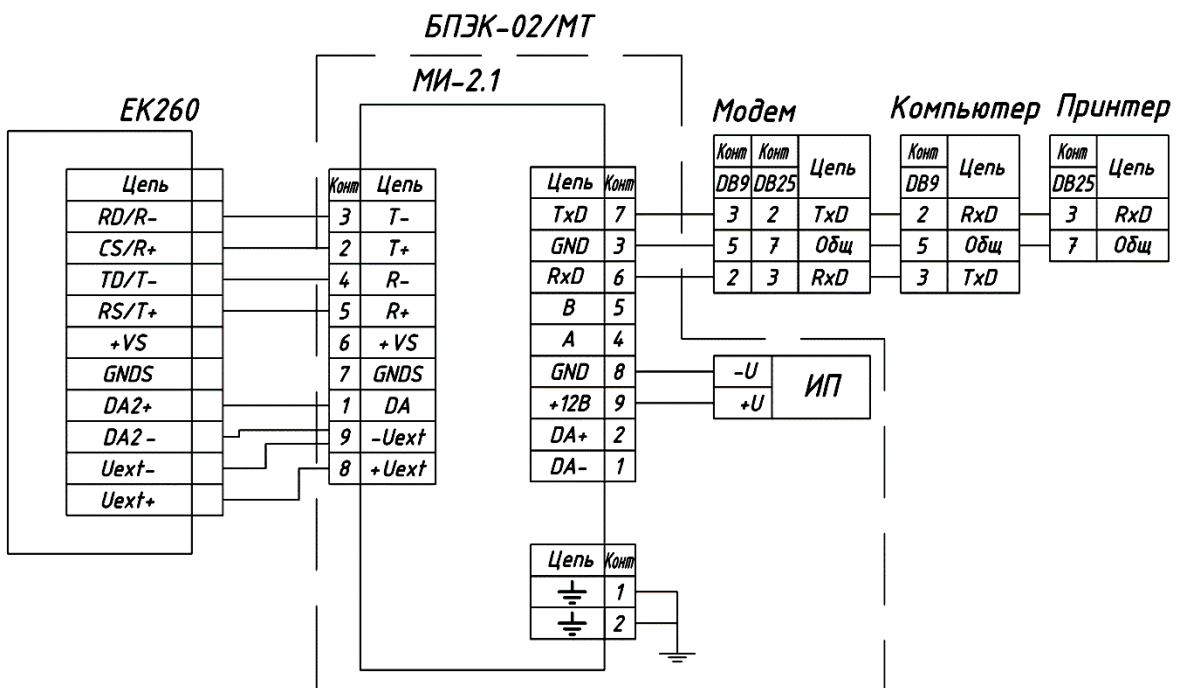 БПЭК-02/МТ
МИ-2.1
ЕК260
Цепь
RD/R-
CS/R+
TD/T-
RS/T+
+VS
GNDS
DA2+
DA2-
Uext-
Uext+
Конт Цепь
3 T-
2 T+
4 R-
5 R+
6 +VS
7 GNDS
1 DA
9 -Uext
8 +Uext
Цепь Конт
TxD 7
GND 3
RxD 6
B 5
A 4
GND 8
+12В 9
DA+ 2
DA- 1
Цепь Конт
1
2
Модем
Конт Конт Цепь
DB9 DB25
3 2 TxD
5 7 Общ
2 3 RxD
Компьютер
Конт Цепь
DB9
2 RxD
5 Общ
3 TxD
Принтер
Конт Цепь
DB25
3 RxD
7 Общ
-U ИП
+U